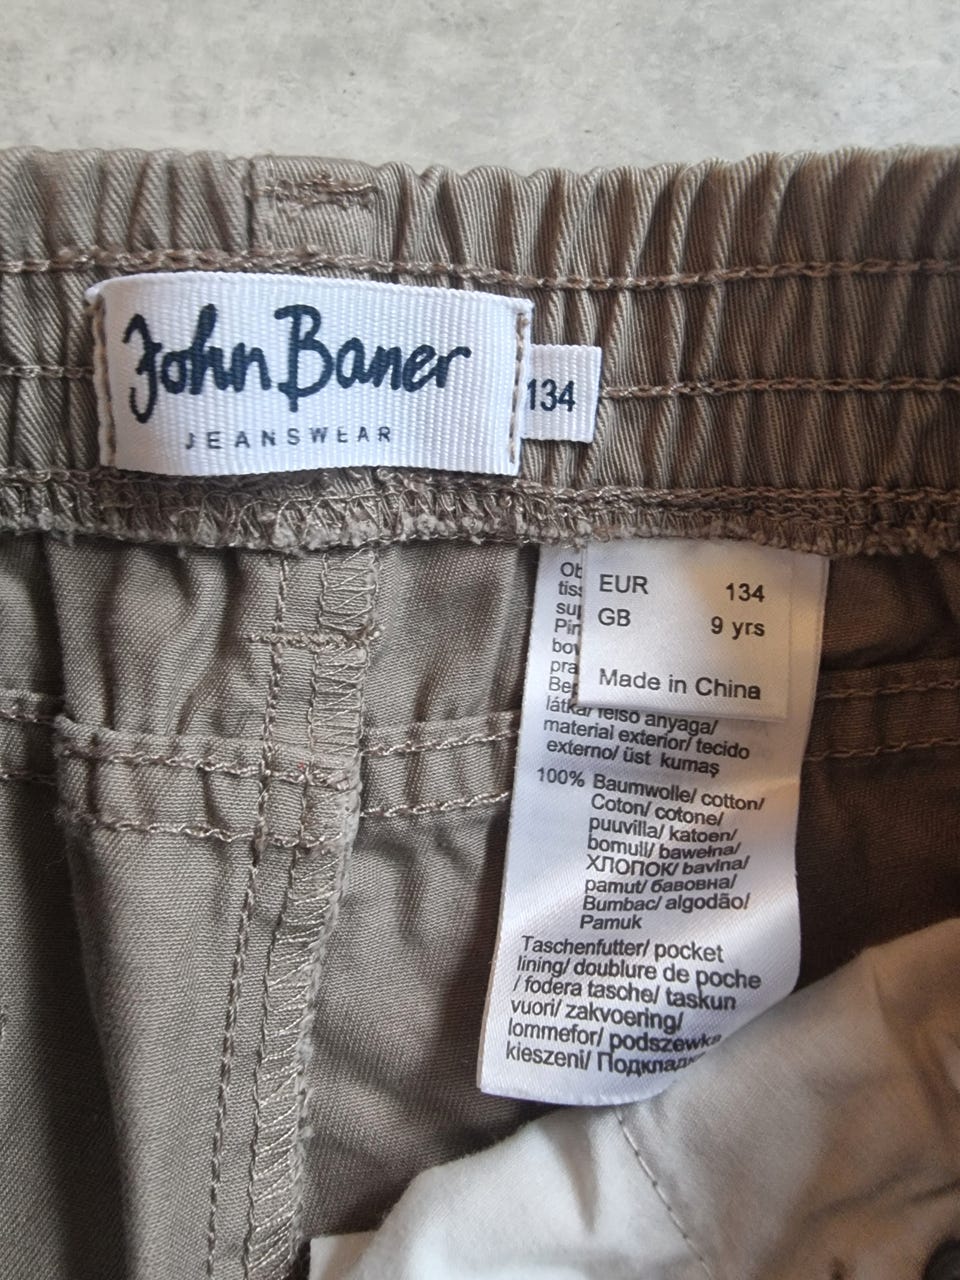 John Baner
JEANSWEAR
134
EUR 134
GB 9 yrs
Made in China
látka/ felső anyaga/
material exterior/ tecido
externo/ üst kumaş
100% Baumwolle/ cotton/
Coton/ cotone/
puuvilla/ katoen/
bomull/ bawełna/
ХЛОПОК/ bavlna/
pamut/ бавовна/
Bumbac/ algodão/
Pamuk
Taschenfutter/ pocket
lining/ doublure de poche
/ fodera tasche/ taskun
vuori/ zakvoering/
lommefor/ podszewka
kieszeni/